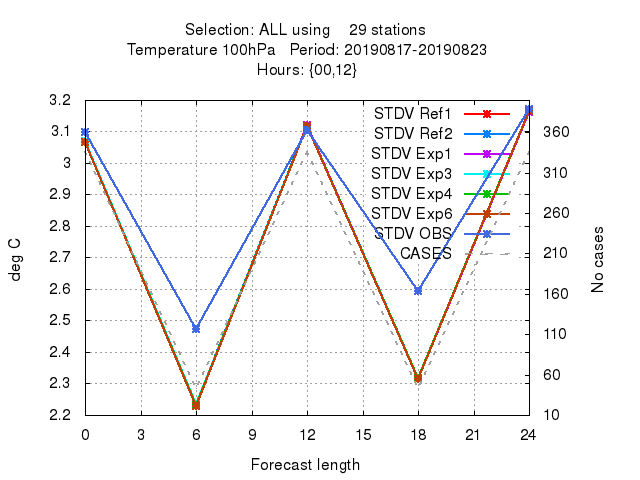 Selection: ALL using 29 stations
Temperature 100hPa Period: 20190817-20190823
Hours: {00,12}
STDV Ref1
STDV Ref2
STDV Exp1
STDV Exp3
STDV Exp4
STDV Exp6
STDV OBS
CASES
3.2
3.1
3
2.9
2.8
2.7
2.6
2.5
2.4
2.3
2.2
deg C
360
310
260
210
160
110
60
10
No cases
0 3 6 9 12 15 18 21 24
Forecast length